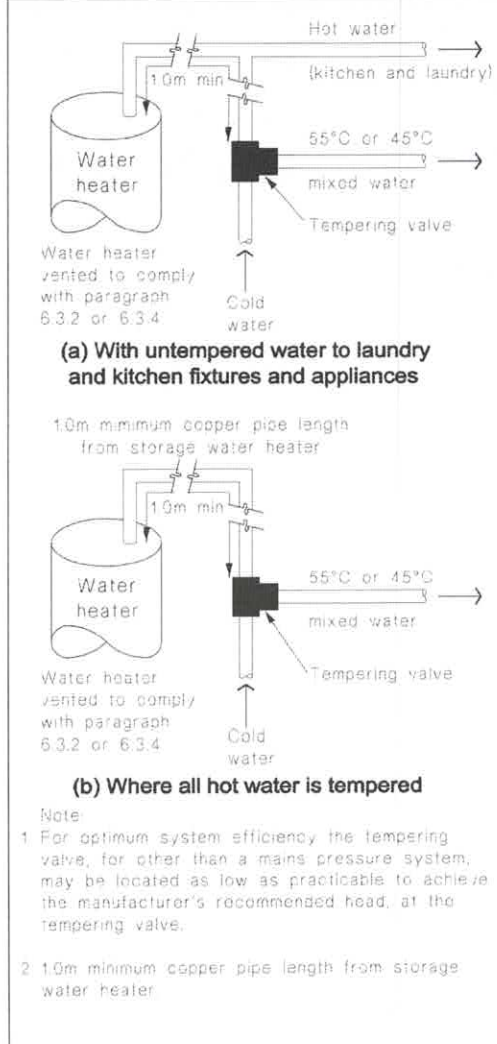 Hot water
(kitchen and laundry)
1.0m min
Water
heater
55°C or 45°C
mixed water
Tempering valve
Water heater
vented to comply
with paragraph
6.3.2 or 6.3.4
Cold
water
(a) With untempered water to laundry
and kitchen fixtures and appliances
1.0m mimimum copper pipe length
from storage water heater
1.0m min
Water
heater
55°C or 45°C
mixed water
Tempering valve
Water heater
vented to comply
with paragraph
6.3.2 or 6.3.4
Cold
water
(b) Where all hot water is tempered
Note
1 For optimum system efficiency the tempering
valve, for other than a mains pressure system,
may be located as low as practicable to achieve
the manufacturer's recommended head, at the
tempering valve.
2 1.0m minimum copper pipe length from storage
water heater